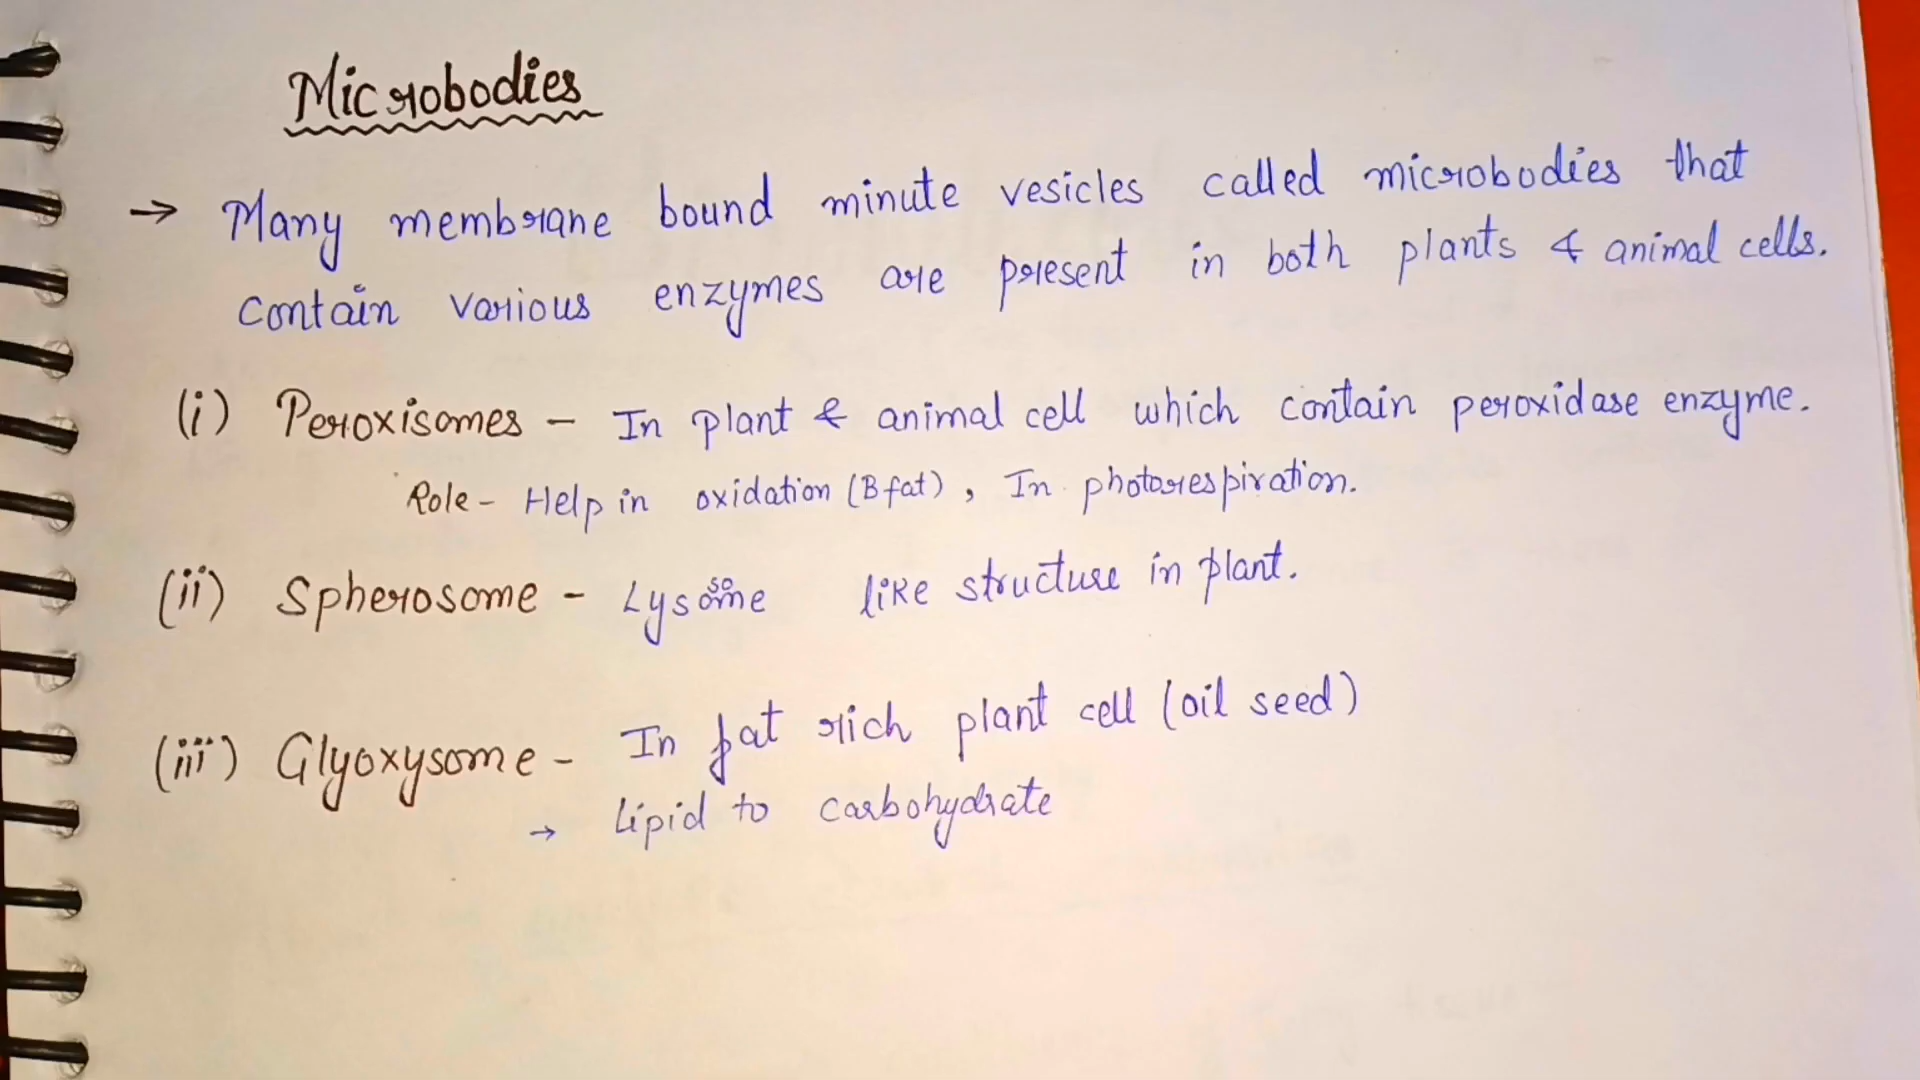 Microbodies
→ Many membrane bound minute vesicles called microbodies that
contain various enzymes are present in both plants & animal cells.
(i) Peroxisomes – In plant & animal cell which contain peroxidase enzyme.
Role – Help in oxidation (B fat), In photorespiration.
(ii) Spherosome – Lysosome like structure in plant.
(iii) Glyoxysome – In fat rich plant cell (oil seed)
→ Lipid to carbohydrate